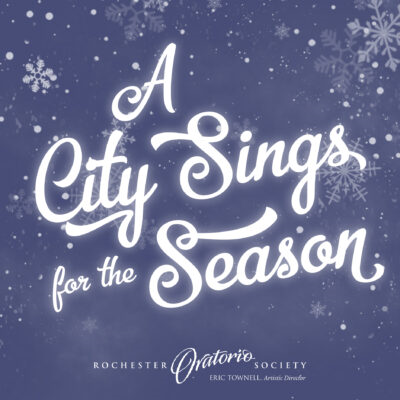 A
City Sings
for the Season
ROCHESTER Oratorio SOCIETY
ERIC TOWNELL, Artistic Director